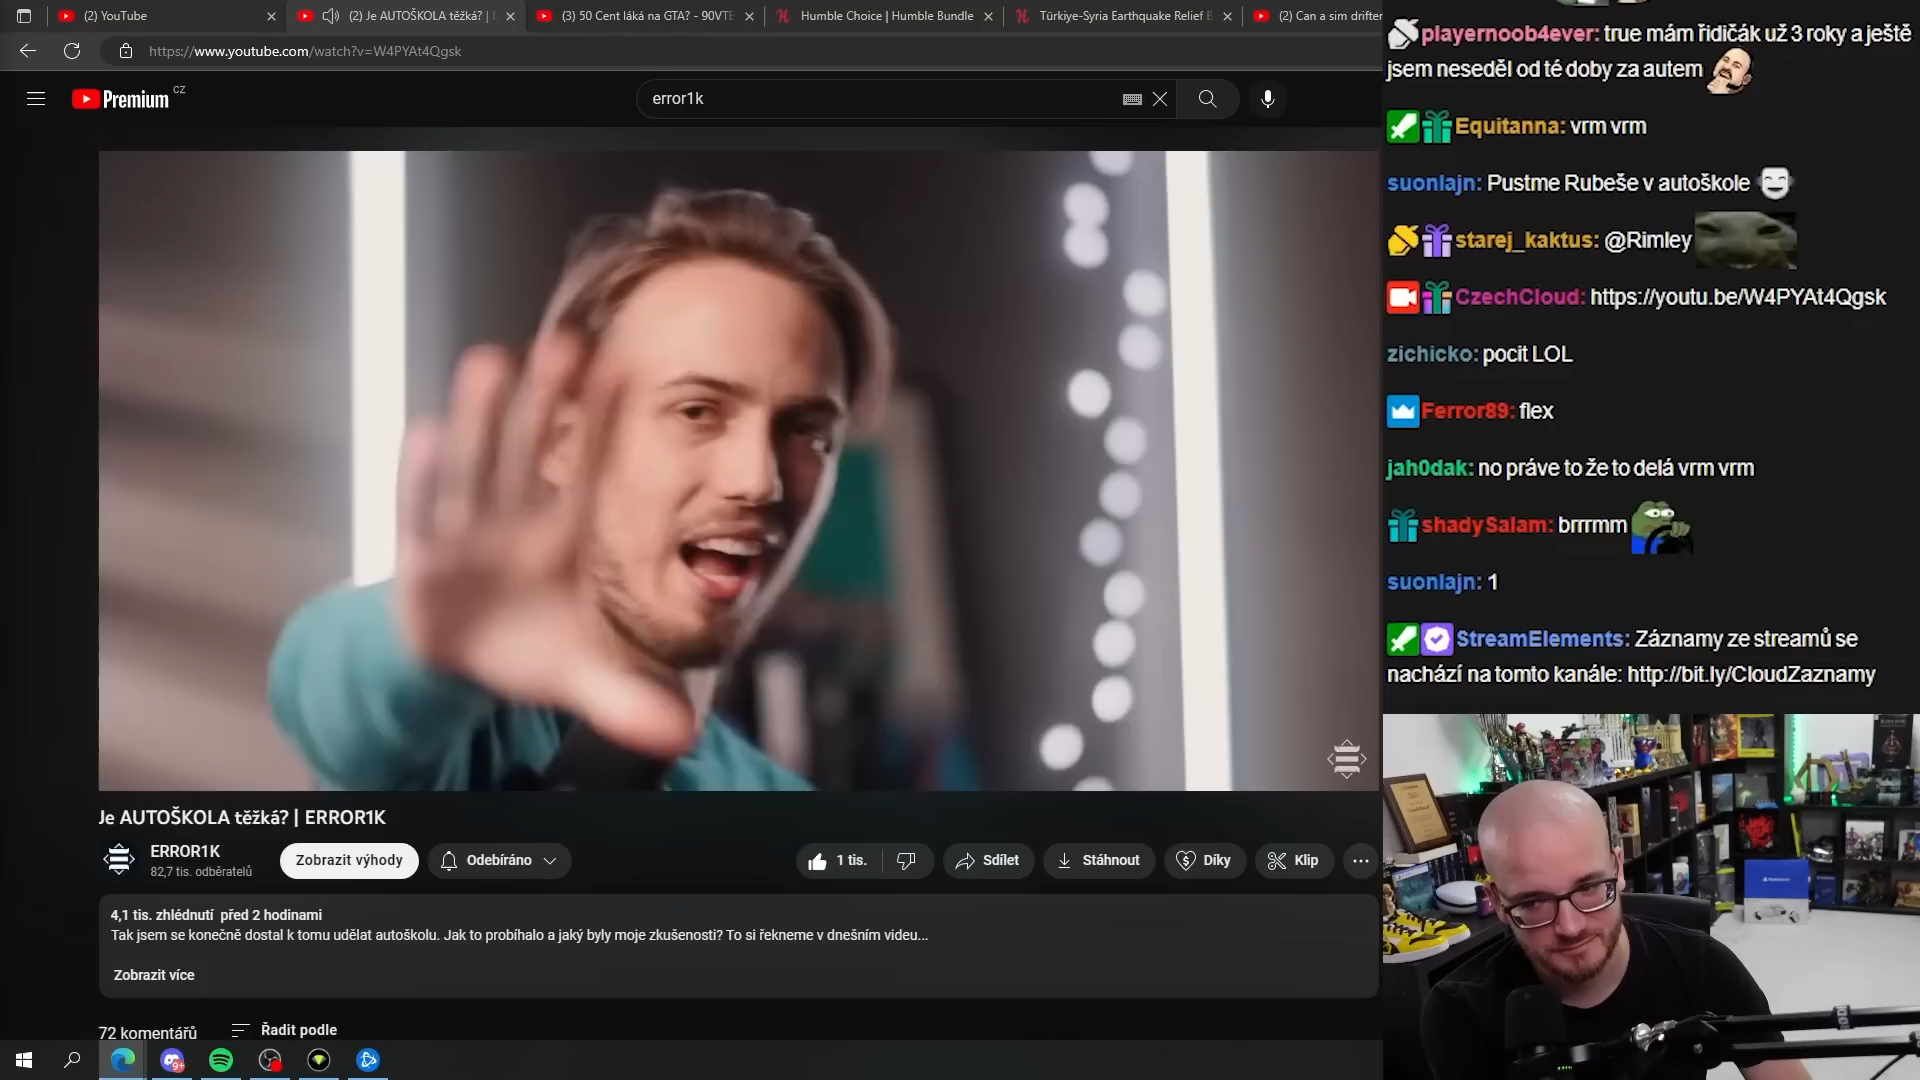 (2) YouTube
(2) Je AUTOŠKOLA těžká? |
(3) 50 Cent láká na GTA? - 90VTE
Humble Choice | Humble Bundle
Türkiye-Syria Earthquake Relief B
(2) Can a sim drifter
https://www.youtube.com/watch?v=W4PYAt4Qgsk
Premium CZ
error1k
Je AUTOŠKOLA těžká? | ERROR1K
ERROR1K
82,7 tis. odběratelů
Zobrazit výhody
Odebíráno
1 tis.
Sdílet
Stáhnout
Díky
Klip
4,1 tis. zhlédnutí před 2 hodinami
Tak jsem se konečně dostal k tomu udělat autoškolu. Jak to probíhalo a jaký byly moje zkušenosti? To si řekneme v dnešním videu...
Zobrazit více
72 komentářů
Řadit podle
9+
playernoob4ever: true mám řidičák už 3 roky a ještě
jsem neseděl od té doby za autem
Equitanna: vrm vrm
suonlajn: Pustme Rubeše v autoškole
starej_kaktus: @Rimley
CzechCloud: https://youtu.be/W4PYAt4Qgsk
zichicko: pocit LOL
Ferror89: flex
jah0dak: no práve to že to delá vrm vrm
shadySalam: brrrmm
suonlajn: 1
StreamElements: Záznamy ze streamů se
nachází na tomto kanále: http://bit.ly/CloudZaznamy